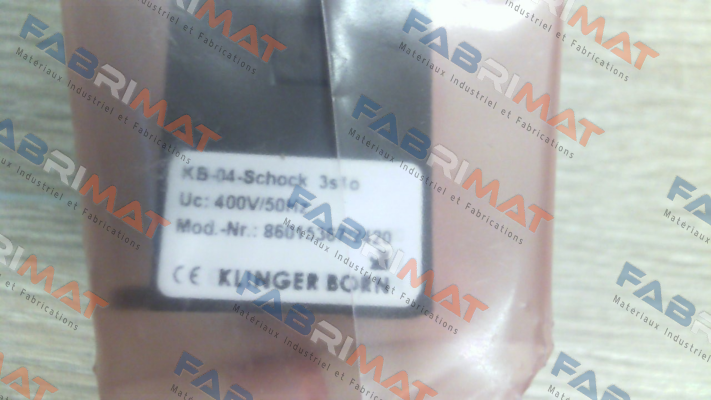 KB-04-Schock 3s1o
Uc: 400V/50Hz
Mod.-Nr.:
CE KLINGER BORN
FABRIMAT
Materiaux Industriel et Fabrications